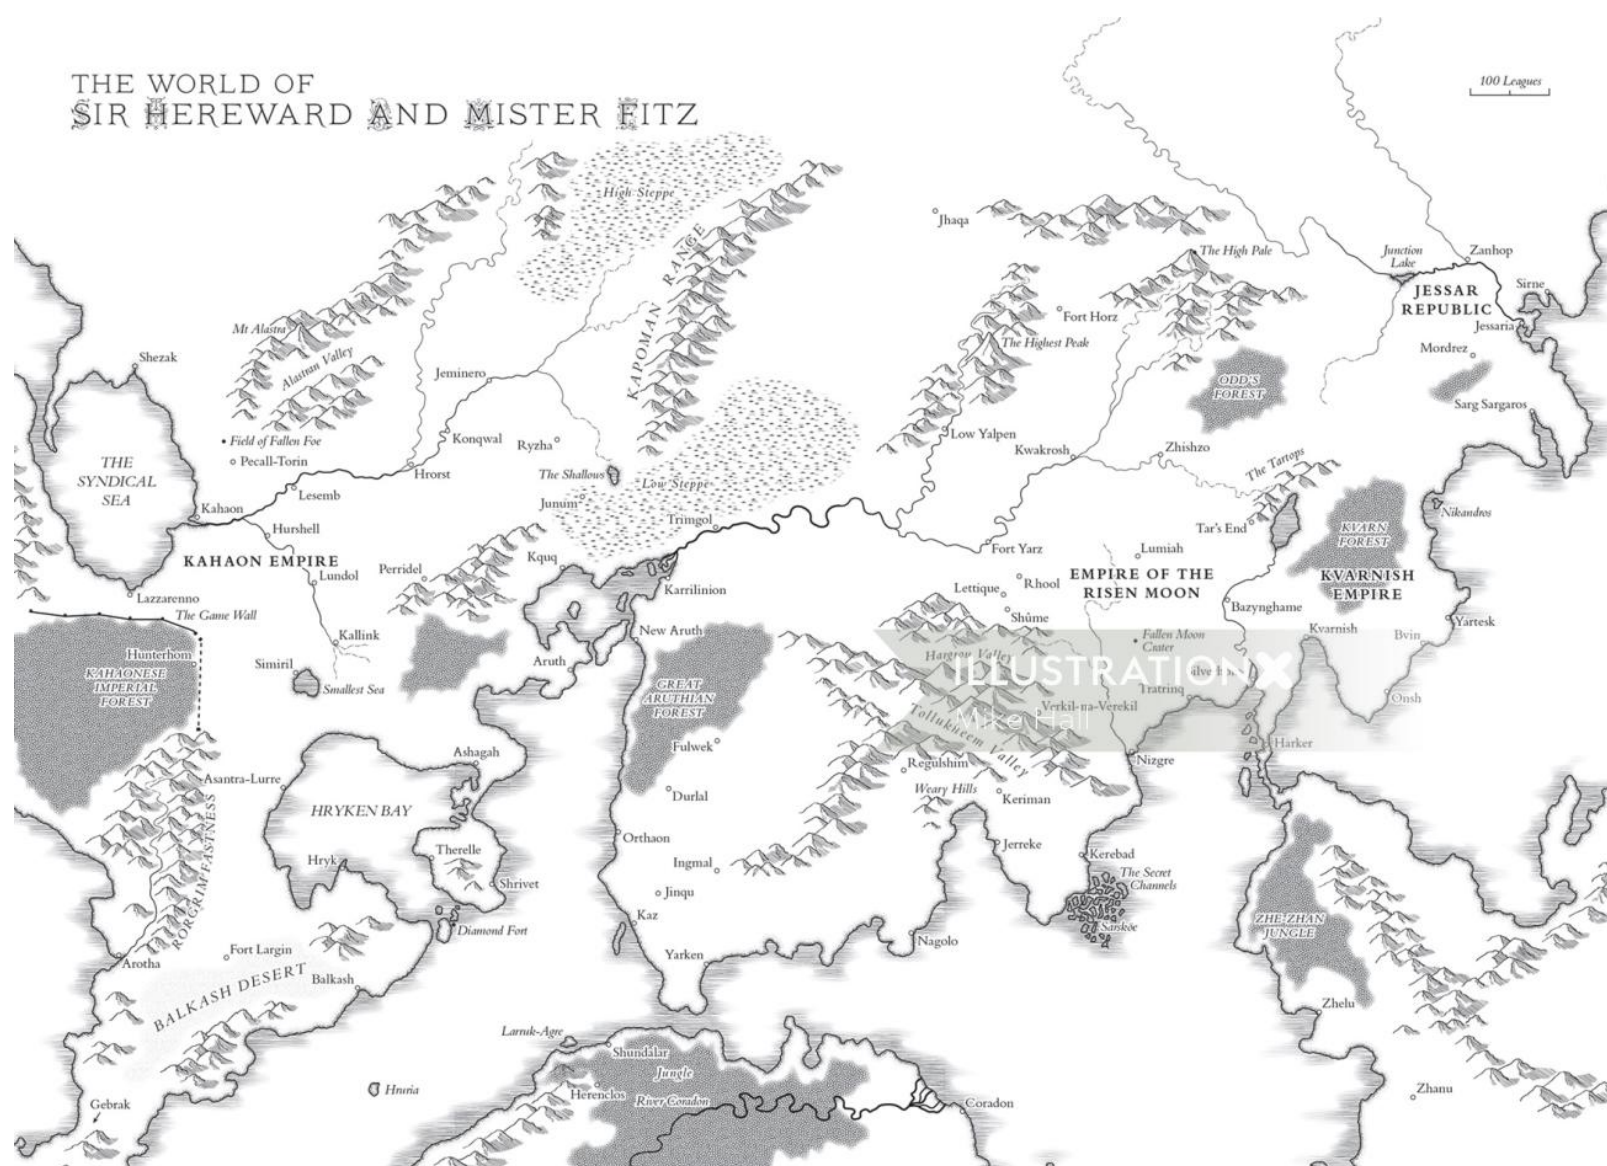 THE WORLD OF
SIR HEREWARD AND MISTER FITZ
100 Leagues
High Steppe
Jhaqa
The High Pale
Junction
Lake
Zanhop
JESSAR
REPUBLIC
Sirne
Jessaria
KAPOMAN RANGE
Fort Horz
Mt Alastra
The Highest Peak
Mordrez
Shezak
Alastran Valley
Jeminero
ODD'S
FOREST
Sarg Sargaros
Field of Fallen Foe
Konqwal
Ryzha
Low Yalpen
Pecall-Torin
Kwakrosh
Zhishzo
THE
SYNDICAL
SEA
Hrorst
The Shallows
Low Steppe
The Tartops
Lesemb
Junum
Kahaon
Trimgol
Nikandros
Hurshell
Tar's End
KVARN
FOREST
Fort Yarz
Lumiah
KAHAON EMPIRE
Kquq
Perridel
Lundol
EMPIRE OF THE
RISEN MOON
KVARNISH
EMPIRE
Rhool
Lettique
Karrilinion
Lazzarenno
Bazynghame
The Game Wall
Shûme
Yartesk
New Aruth
Kallink
Fallen Moon
Crater
Kvarnish
Bvin
Hunterhom
Simiril
Aruth
Hargrou Valley
ILLUSTRATIONX
KAHAONESE
IMPERIAL
FOREST
Smallest Sea
GREAT
ARUTHIAN
FOREST
Tratrinq
Onsh
Verkil-na-Verekil
Mike Hall
Tollukheem Valley
Ashagah
Fulwek
Harker
Nizgre
Regulshim
Asantra-Lurre
Durlal
Weary Hills
Keriman
HRYKEN BAY
Orthaon
Jerreke
Therelle
Kerebad
Hryk
Ingmal
The Secret
Channels
RORGRIM FASTNESS
Shrivet
Jinqu
Kaz
Sarsköe
ZHE-ZHAN
JUNGLE
Diamond Fort
Nagolo
Fort Largin
Yarken
Arotha
Balkash
BALKASH DESERT
Zhelu
Larruk-Agre
Shundalar
Jungle
Hruria
Herenclos
River Coradon
Zhanu
Gebrak
Coradon